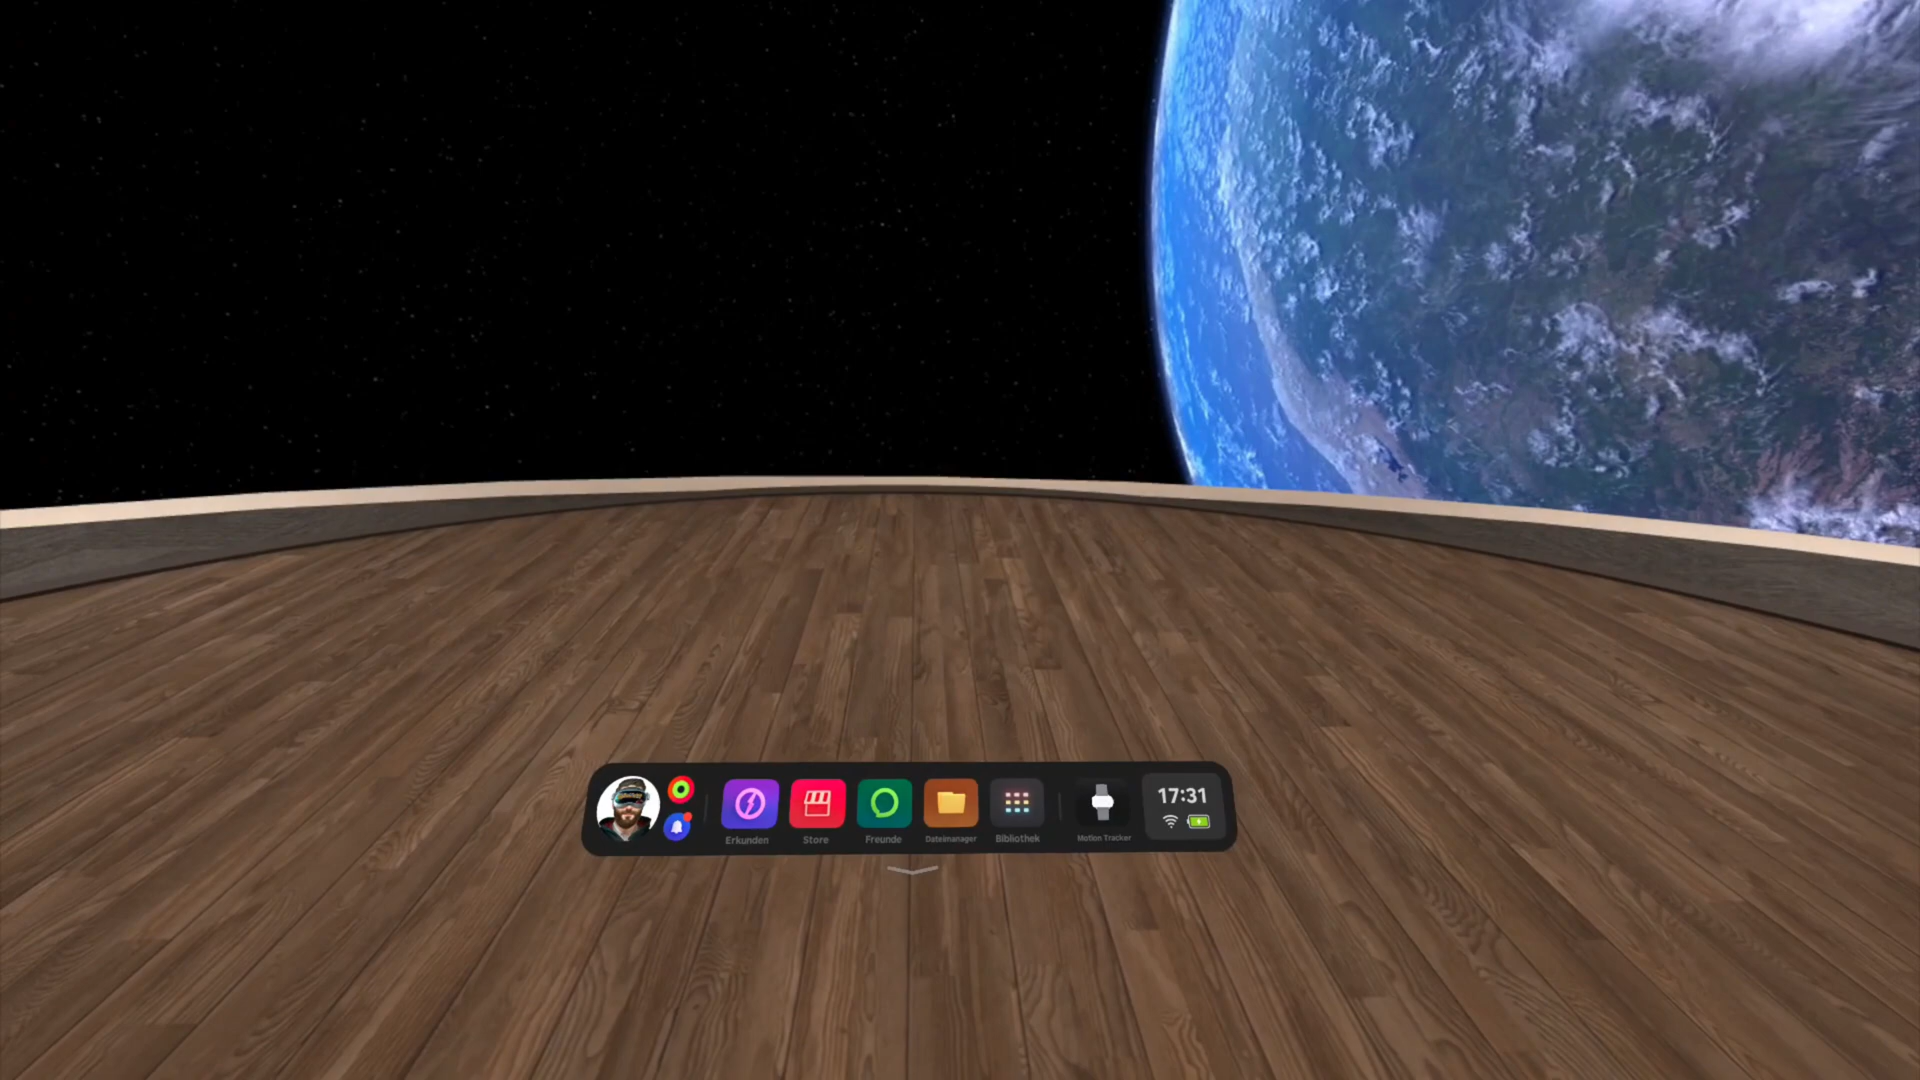 17:31
Erkunden
Store
Freunde
Dateimanager
Bibliothek
Motion Tracker